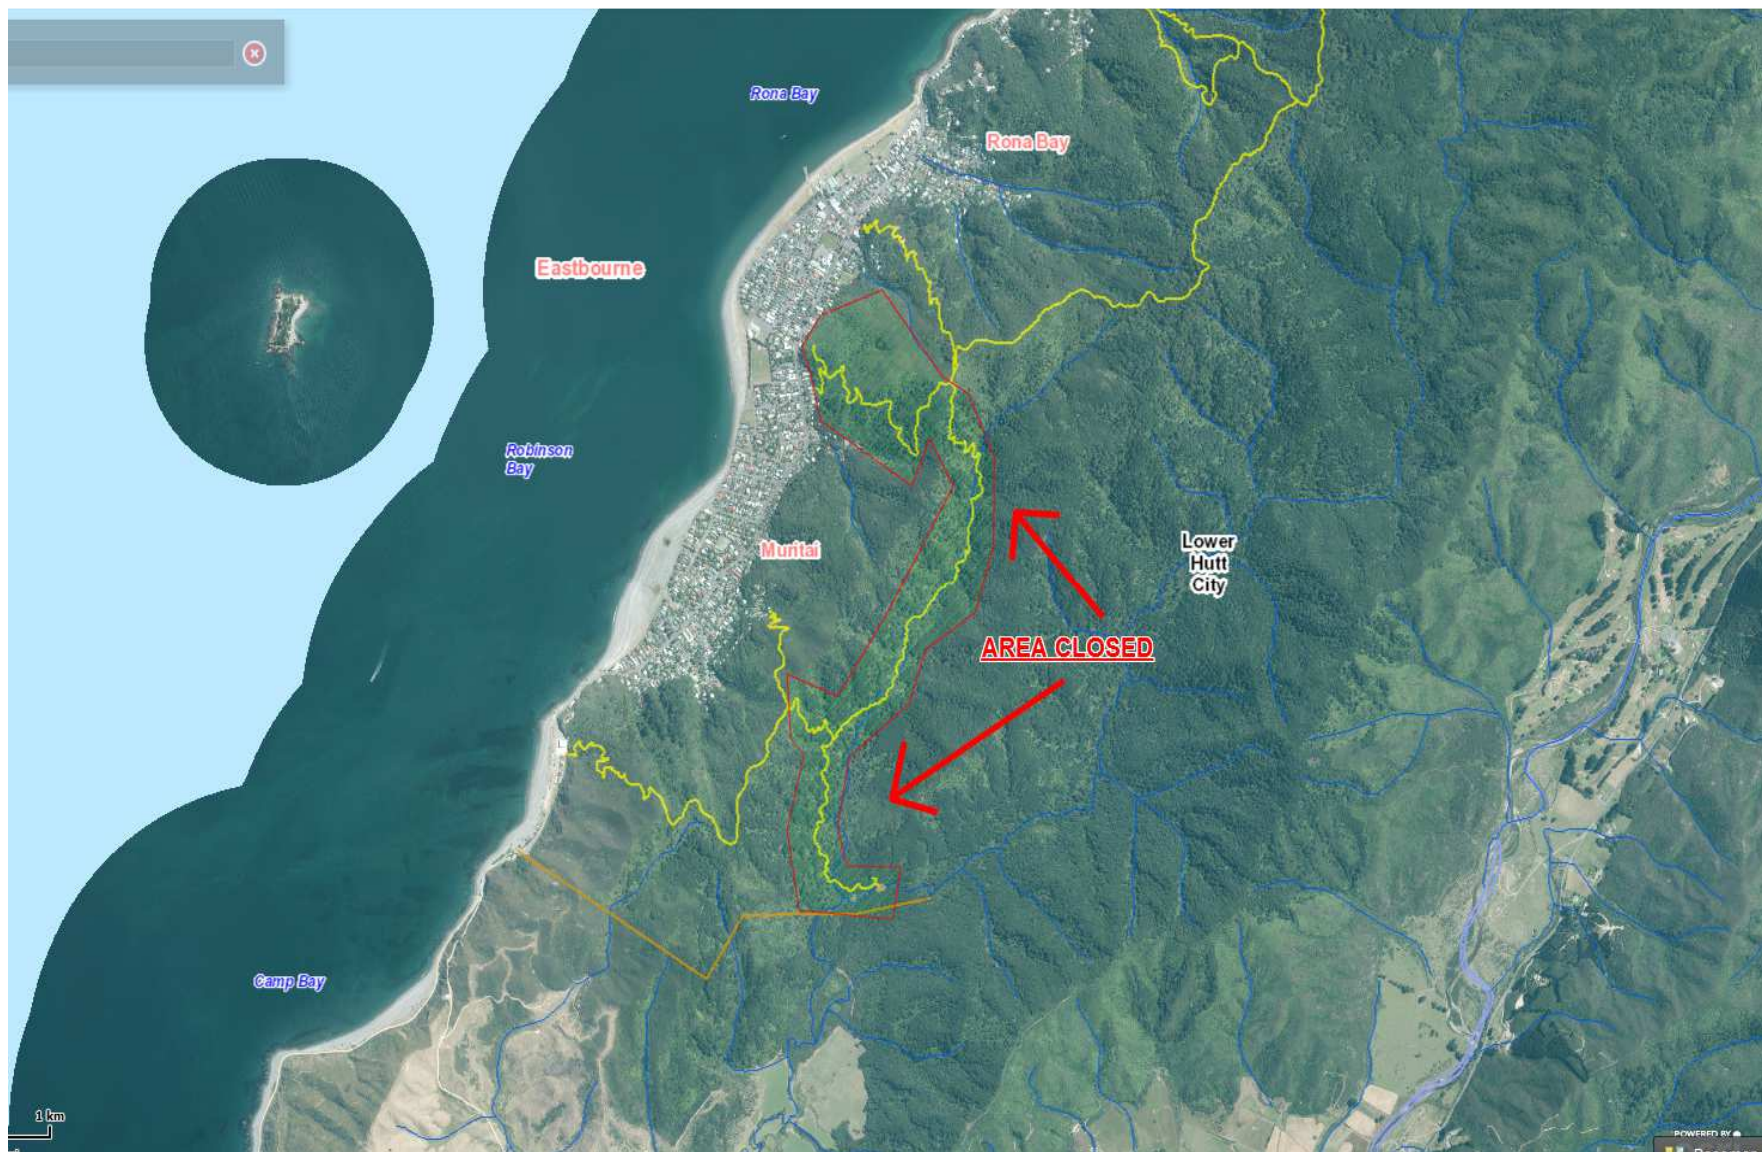 Rona Bay
Rona Bay
Eastbourne
Robinson
Bay
Muritai
Lower
Hutt
City
AREA CLOSED
Camp Bay
1 km
POWERED BY